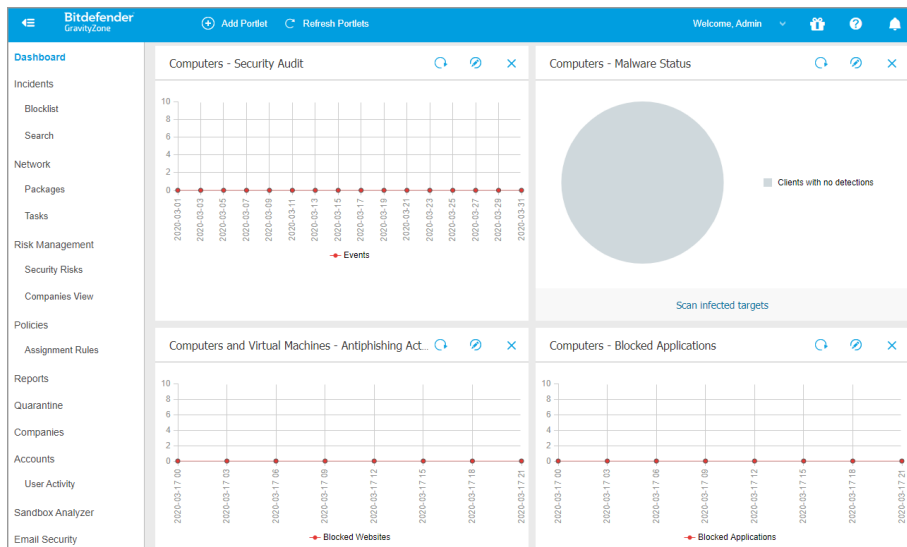 Bitdefender
GravityZone
Add Portlet
Refresh Portlets
Welcome, Admin
Dashboard
Incidents
Blocklist
Search
Network
Packages
Tasks
Risk Management
Security Risks
Companies View
Policies
Assignment Rules
Reports
Quarantine
Companies
Accounts
User Activity
Sandbox Analyzer
Email Security
Computers - Security Audit
10
8
6
4
2
0
2020-03-01
2020-03-03
2020-03-05
2020-03-07
2020-03-09
2020-03-11
2020-03-13
2020-03-15
2020-03-17
2020-03-19
2020-03-21
2020-03-23
2020-03-25
2020-03-27
2020-03-29
2020-03-31
Events
Computers - Malware Status
Clients with no detections
Scan infected targets
Computers and Virtual Machines - Antiphishing Act...
10
8
6
4
2
0
2020-03-17 00
2020-03-17 03
2020-03-17 06
2020-03-17 09
2020-03-17 12
2020-03-17 15
2020-03-17 18
2020-03-17 21
Blocked Websites
Computers - Blocked Applications
10
8
6
4
2
0
2020-03-17 00
2020-03-17 03
2020-03-17 06
2020-03-17 09
2020-03-17 12
2020-03-17 15
2020-03-17 18
2020-03-17 21
Blocked Applications